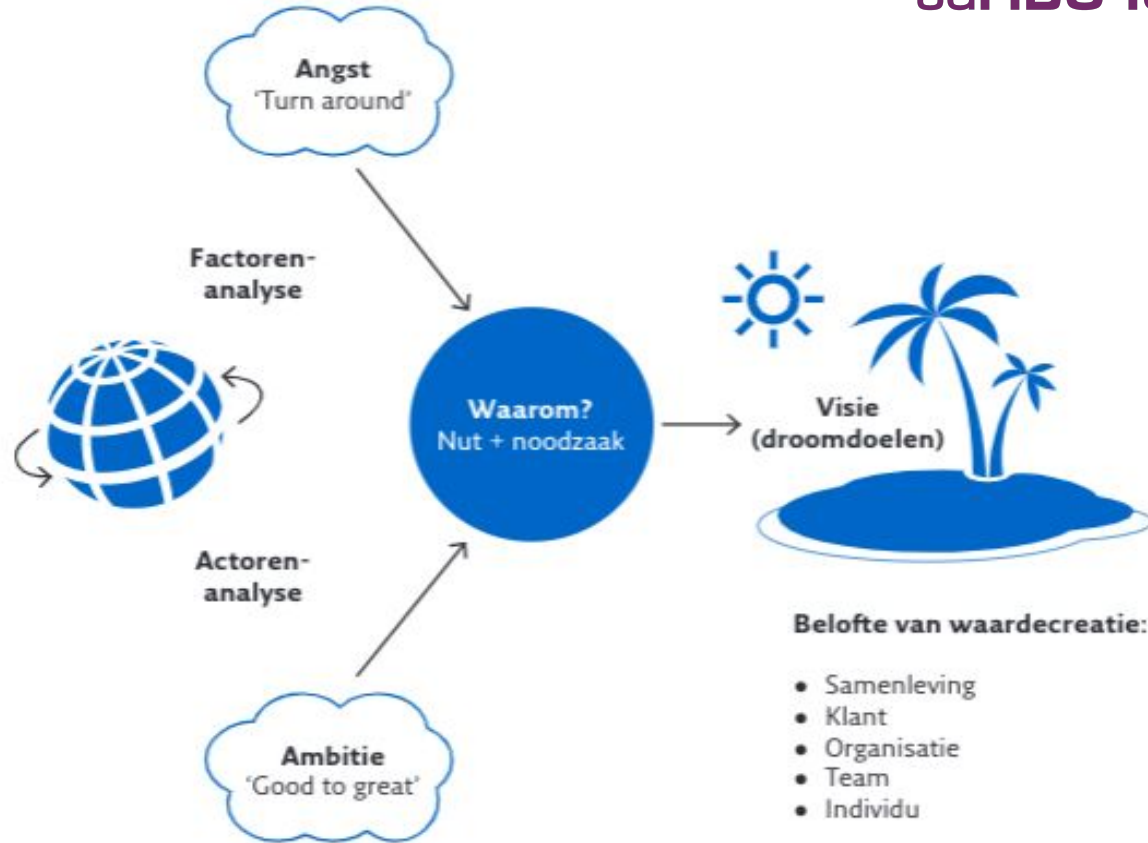 Angst
'Turn around'
Factoren-
analyse
Waarom?
Nut + noodzaak
Visie
(droomdoelen)
Actoren-
analyse
Ambitie
'Good to great'
Belofte van waardecreatie:
• Samenleving
• Klant
• Organisatie
• Team
• Individu